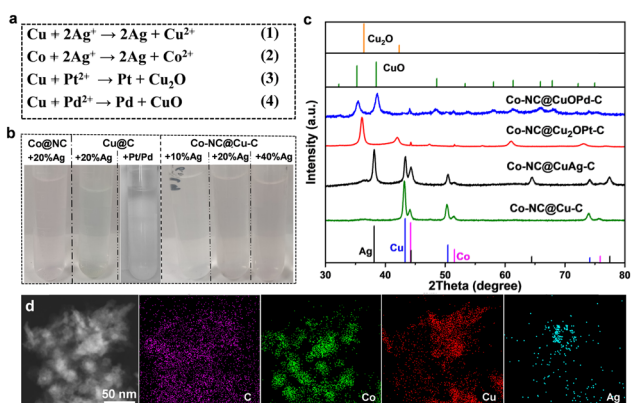 a
Cu + 2Ag⁺ → 2Ag + Cu²⁺ (1)
Co + 2Ag⁺ → 2Ag + Co²⁺ (2)
Cu + Pt²⁺ → Pt + Cu₂O (3)
Cu + Pd²⁺ → Pd + CuO (4)
b
Co@NC Cu@C Co-NC@Cu-C
+20%Ag +20%Ag +Pt/Pd +10%Ag +20%Ag +40%Ag
c
Cu₂O
CuO
Co-NC@CuOPd-C
Co-NC@Cu₂OPt-C
Co-NC@CuAg-C
Co-NC@Cu-C
Ag
Cu
Co
Intensity (a.u.)
30 40 50 60 70 80
2Theta (degree)
d
50 nm
C
Co
Cu
Ag